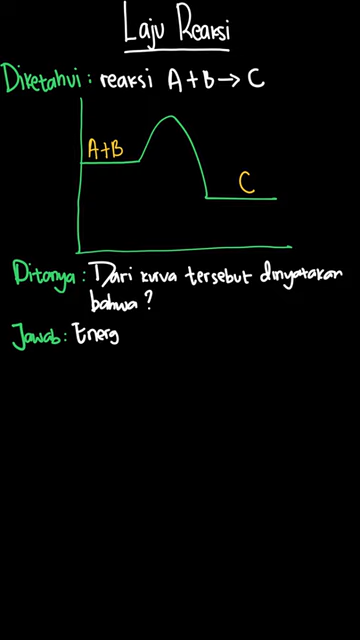 Laju Reaksi
Diketahui : reaksi A+B → C
A+B
C
Ditanya : Dari kurva tersebut dinyatakan
bahwa ?
Jawab : Energ